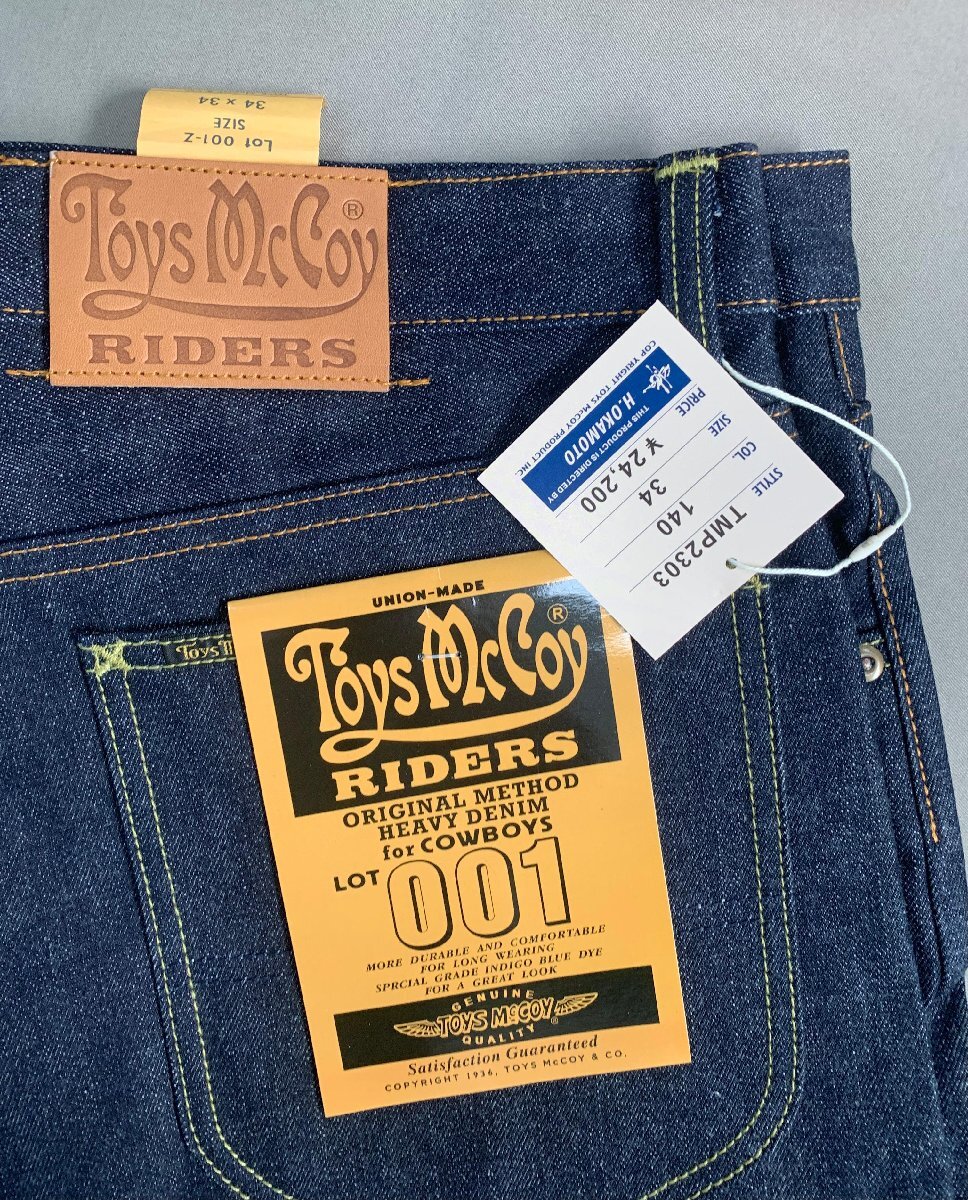 Lot 001-Z
SIZE
34 x 34
Toys McCoy®
RIDERS
COPYRIGHT TOYS McCOY PRODUCT INC.
H.OKAMOTO
THIS PRODUCT IS DIRECTED BY
PRICE ¥24,200
SIZE 34
COL. 140
STYLE TMP2303
Toys
UNION-MADE
Toys McCoy®
RIDERS
ORIGINAL METHOD
HEAVY DENIM
for COWBOYS
LOT 001
MORE DURABLE AND COMFORTABLE
FOR LONG WEARING
SPRCIAL GRADE INDIGO BLUE DYE
FOR A GREAT LOOK
GENUINE
TOYS McCOY®
QUALITY
Satisfaction Guaranteed
COPYRIGHT 1936, TOYS McCOY & CO.